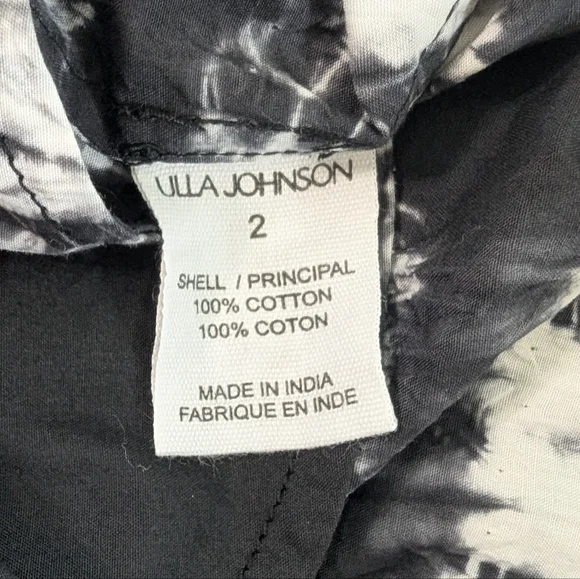 ULLA JOHNSON
2
SHELL / PRINCIPAL
100% COTTON
100% COTON
MADE IN INDIA
FABRIQUE EN INDE